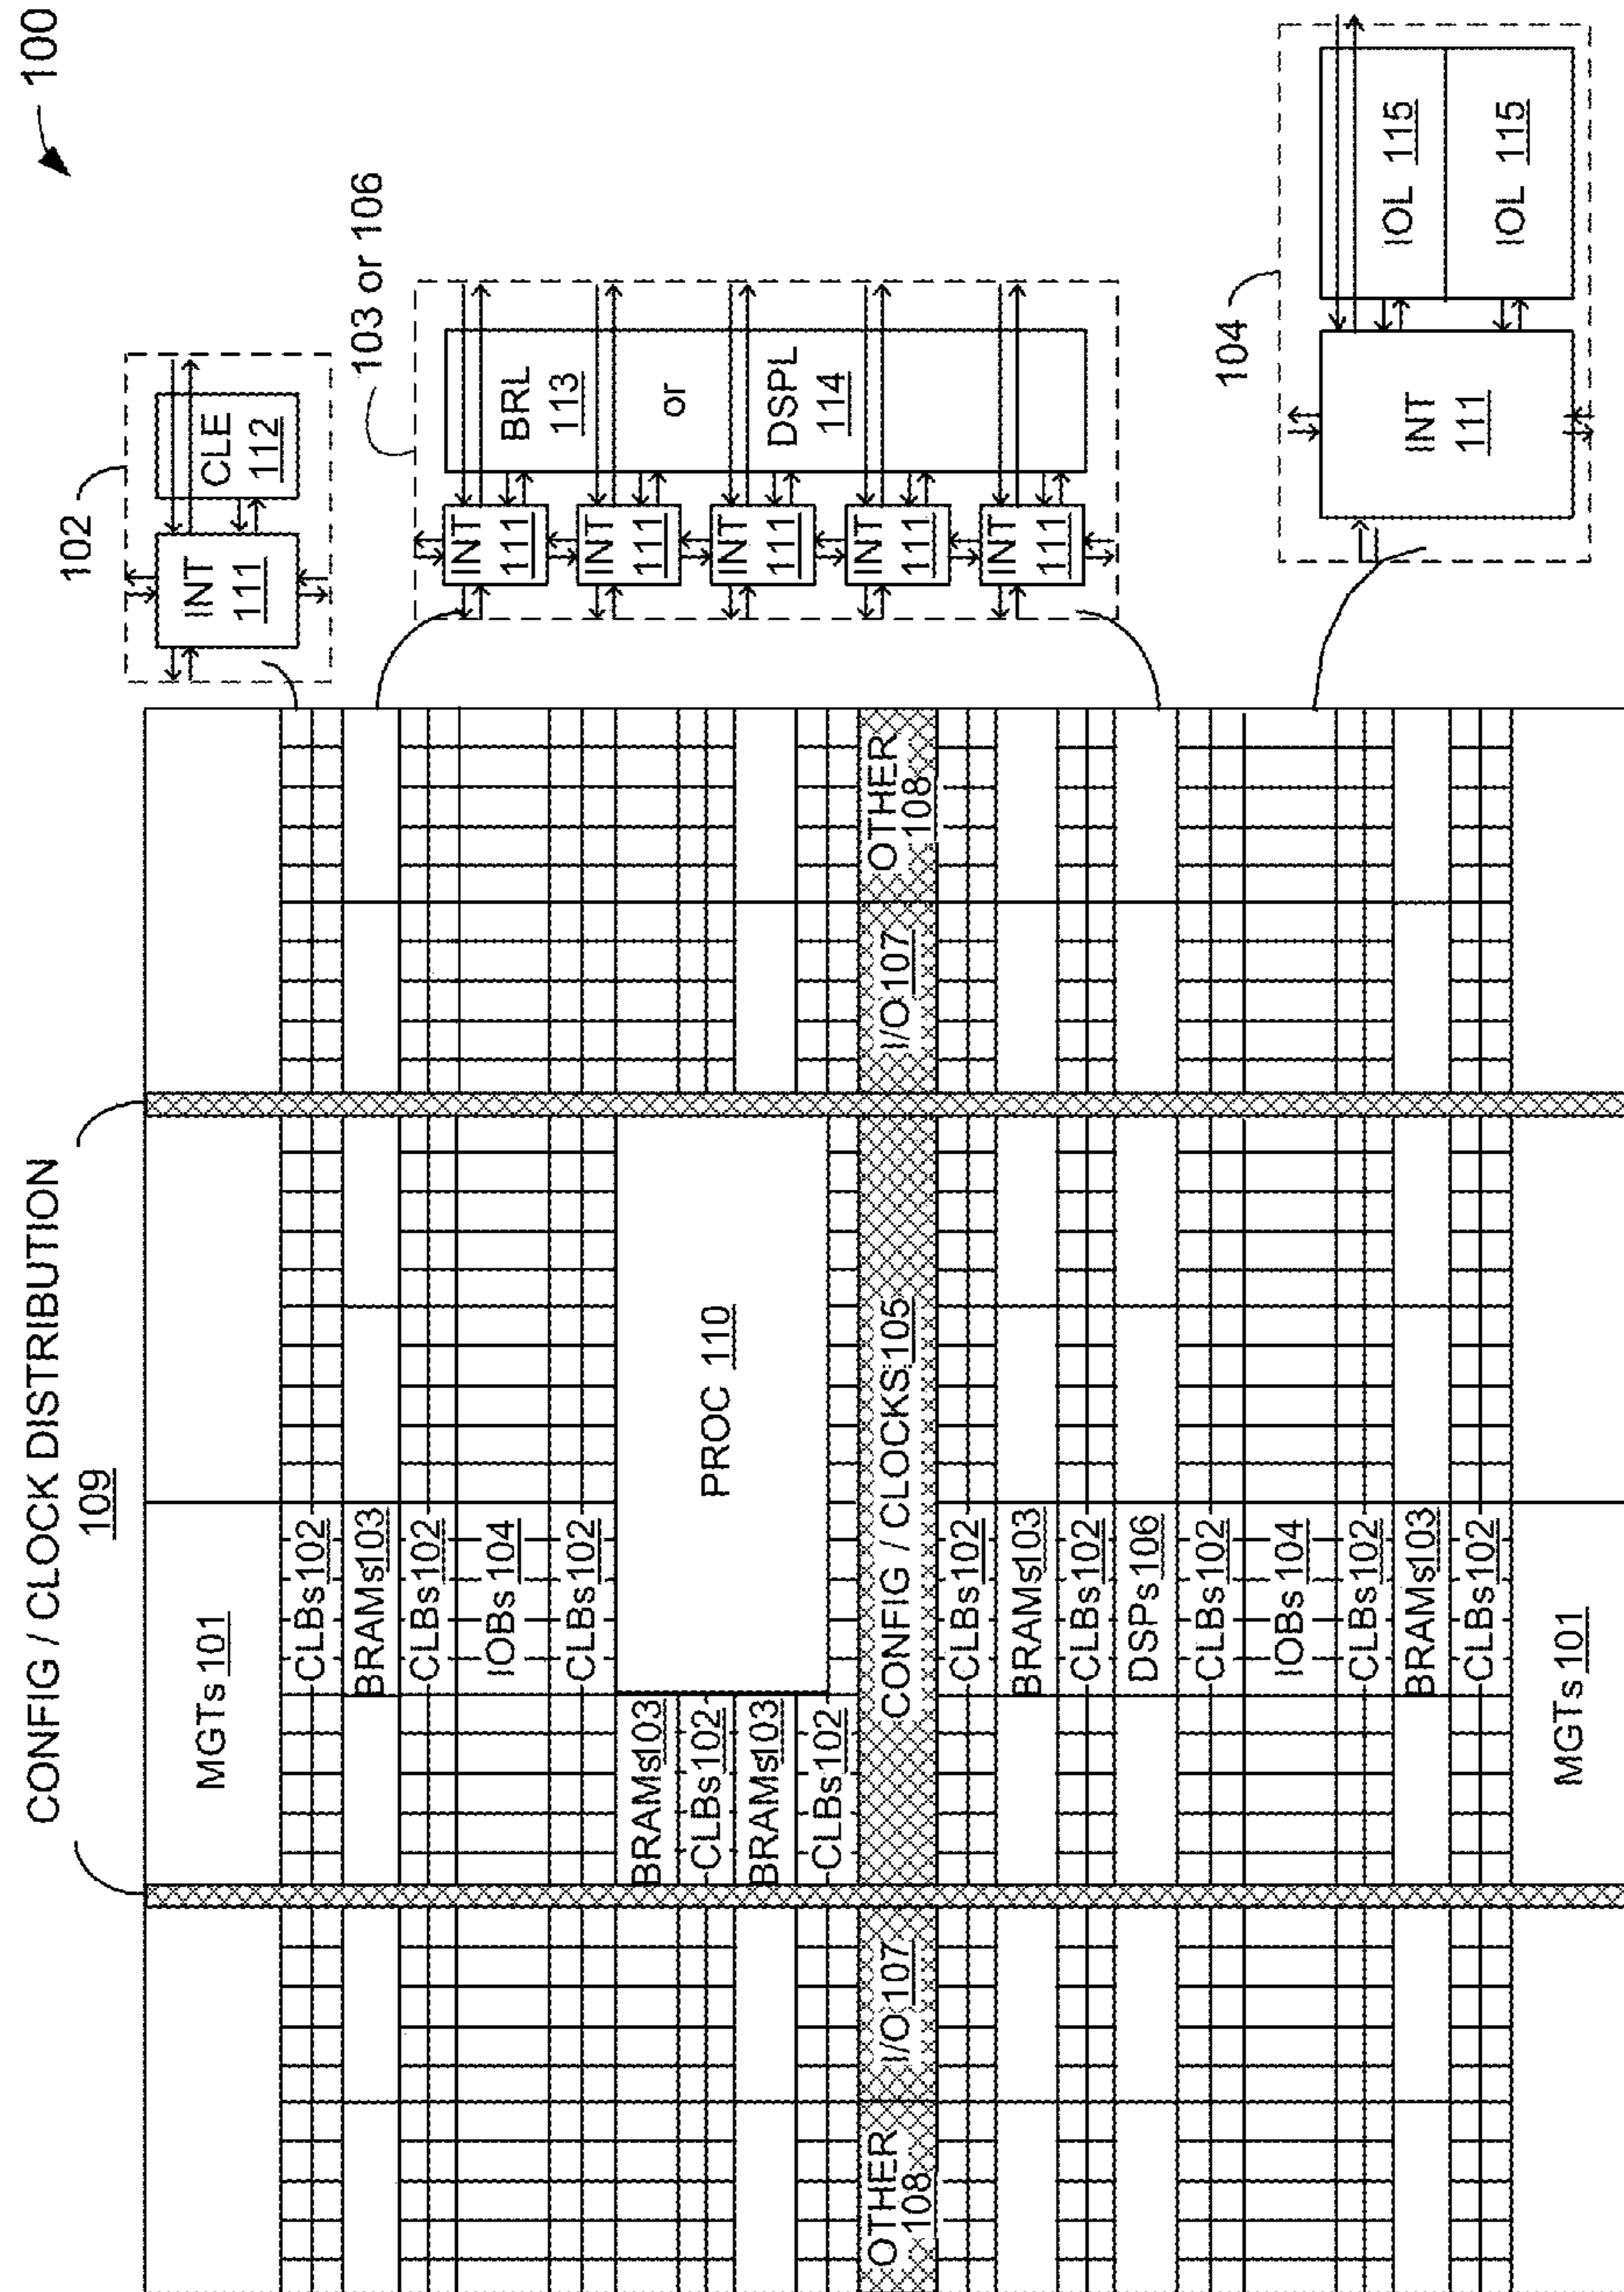 100
CONFIG / CLOCK DISTRIBUTION
109
MGTs 101
CLBs 102
BRAMs 103
CLBs 102
IOBs 104
CLBs 102
BRAMs 103
CLBs 102
BRAMs 103
CLBs 102
PROC 110
OTHER
108
I/O 107
CONFIG / CLOCKS 105
I/O 107
OTHER
108
CLBs 102
BRAMs 103
CLBs 102
DSPs 106
CLBs 102
IOBs 104
CLBs 102
BRAMs 103
CLBs 102
MGTs 101
102
INT
111
CLE
112
103 or 106
INT
111
INT
111
INT
111
INT
111
INT
111
BRL
113
or
DSPL
114
104
INT
111
IOL 115
IOL 115